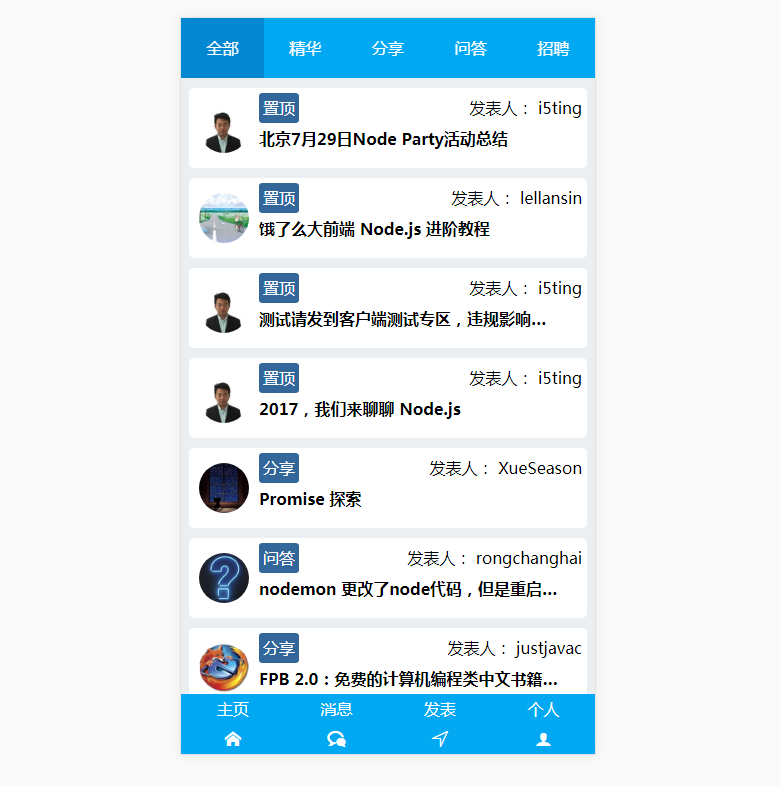 全部 精华 分享 问答 招聘
置顶 发表人： i5ting
北京7月29日Node Party活动总结
置顶 发表人： lellansin
饿了么大前端 Node.js 进阶教程
置顶 发表人： i5ting
测试请发到客户端测试专区，违规影响...
置顶 发表人： i5ting
2017，我们来聊聊 Node.js
分享 发表人： XueSeason
Promise 探索
问答 发表人： rongchanghai
nodemon 更改了node代码，但是重启...
分享 发表人： justjavac
FPB 2.0：免费的计算机编程类中文书籍...
主页 消息 发表 个人